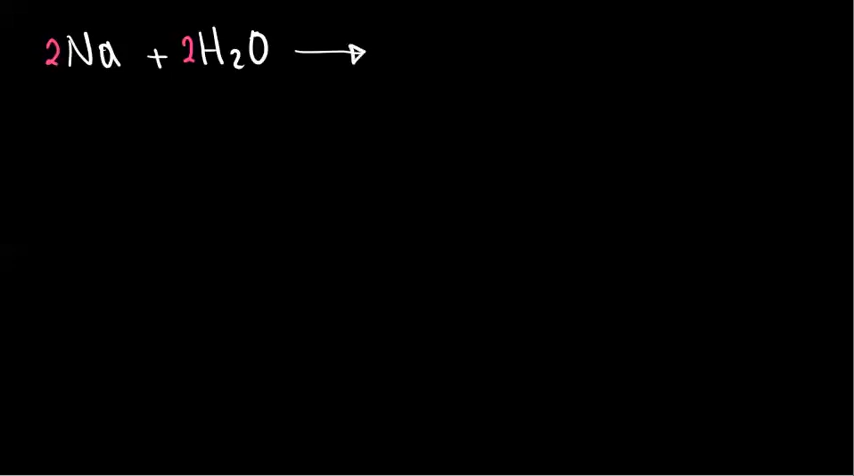 2Na + 2H₂O ⟶